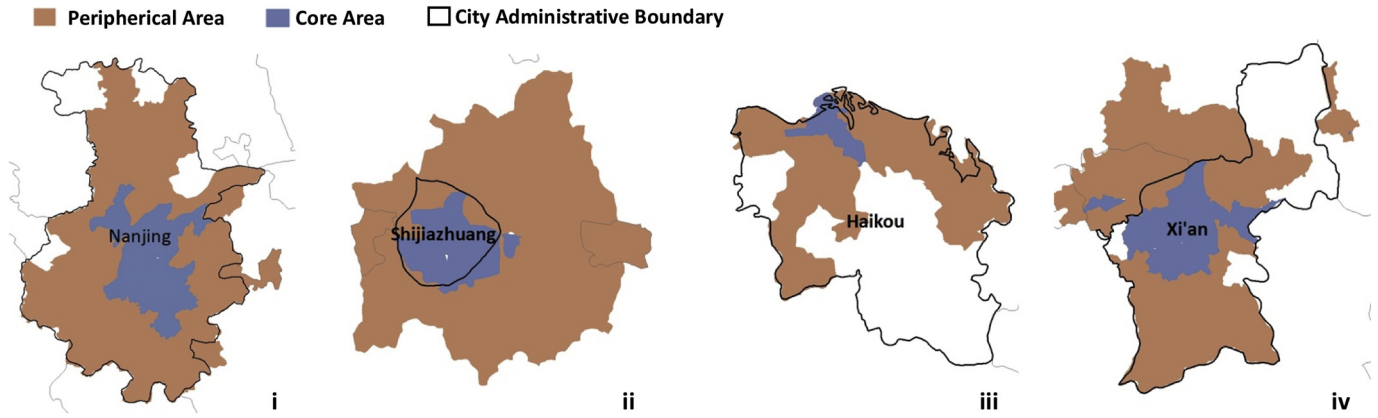 Peripherical Area Core Area City Administrative Boundary
Nanjing
Shijiazhuang
Haikou
Xi'an
i ii iii iv